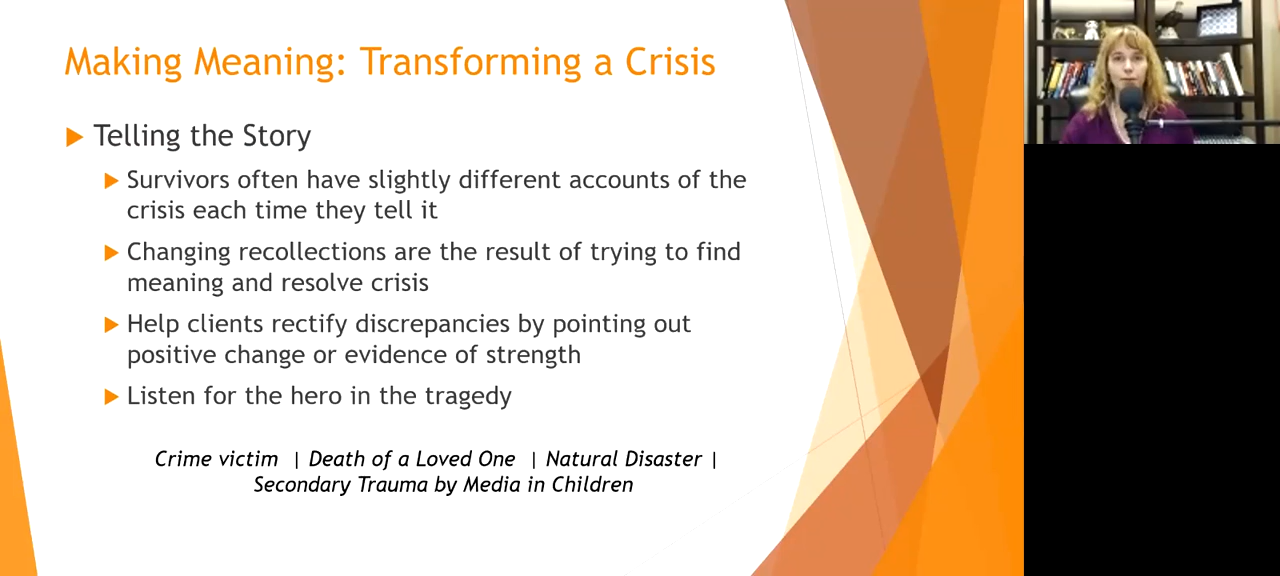 Making Meaning: Transforming a Crisis
Telling the Story
Survivors often have slightly different accounts of the
crisis each time they tell it
Changing recollections are the result of trying to find
meaning and resolve crisis
Help clients rectify discrepancies by pointing out
positive change or evidence of strength
Listen for the hero in the tragedy
Crime victim | Death of a Loved One | Natural Disaster |
Secondary Trauma by Media in Children